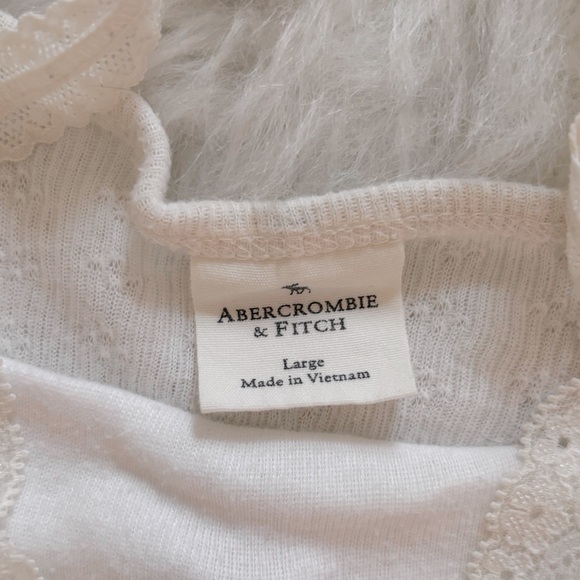 ABERCROMBIE
& FITCH
Large
Made in Vietnam